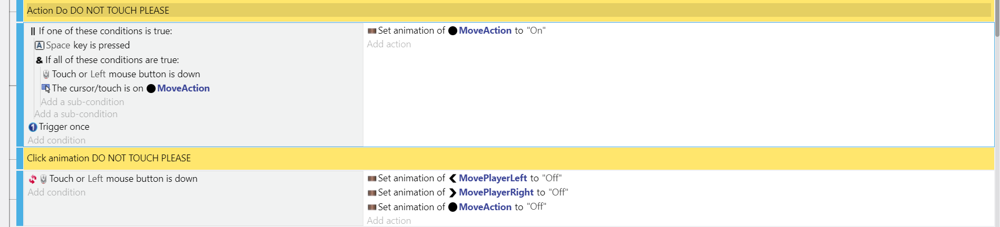 Action Do DO NOT TOUCH PLEASE
If one of these conditions is true:
Space key is pressed
& If all of these conditions are true:
Touch or Left mouse button is down
The cursor/touch is on MoveAction
Add a sub-condition
Add a sub-condition
Trigger once
Add condition
Set animation of MoveAction to "On"
Add action
Click animation DO NOT TOUCH PLEASE
Touch or Left mouse button is down
Add condition
Set animation of MovePlayerLeft to "Off"
Set animation of MovePlayerRight to "Off"
Set animation of MoveAction to "Off"
Add action